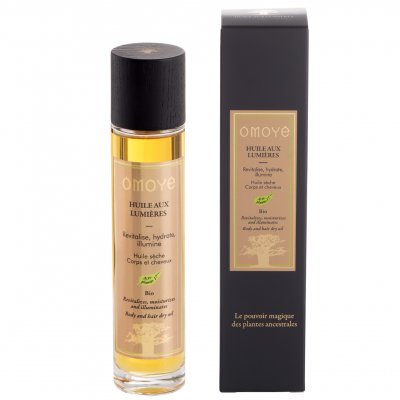 OMOYE
HUILE AUX
LUMIÈRES
Revitalise, hydrate,
illumine
Huile sèche
Corps et cheveux
Bio
Revitalizes, moisturizes
and illuminates
Body and hair dry oil
ōmoyé
HUILE AUX
LUMIÈRES
Revitalise, hydrate,
illumine
Huile sèche
Corps et cheveux
Bio
Revitalizes, moisturizes
and illuminates
Body and hair dry oil
Le pouvoir magique
des plantes ancestrales